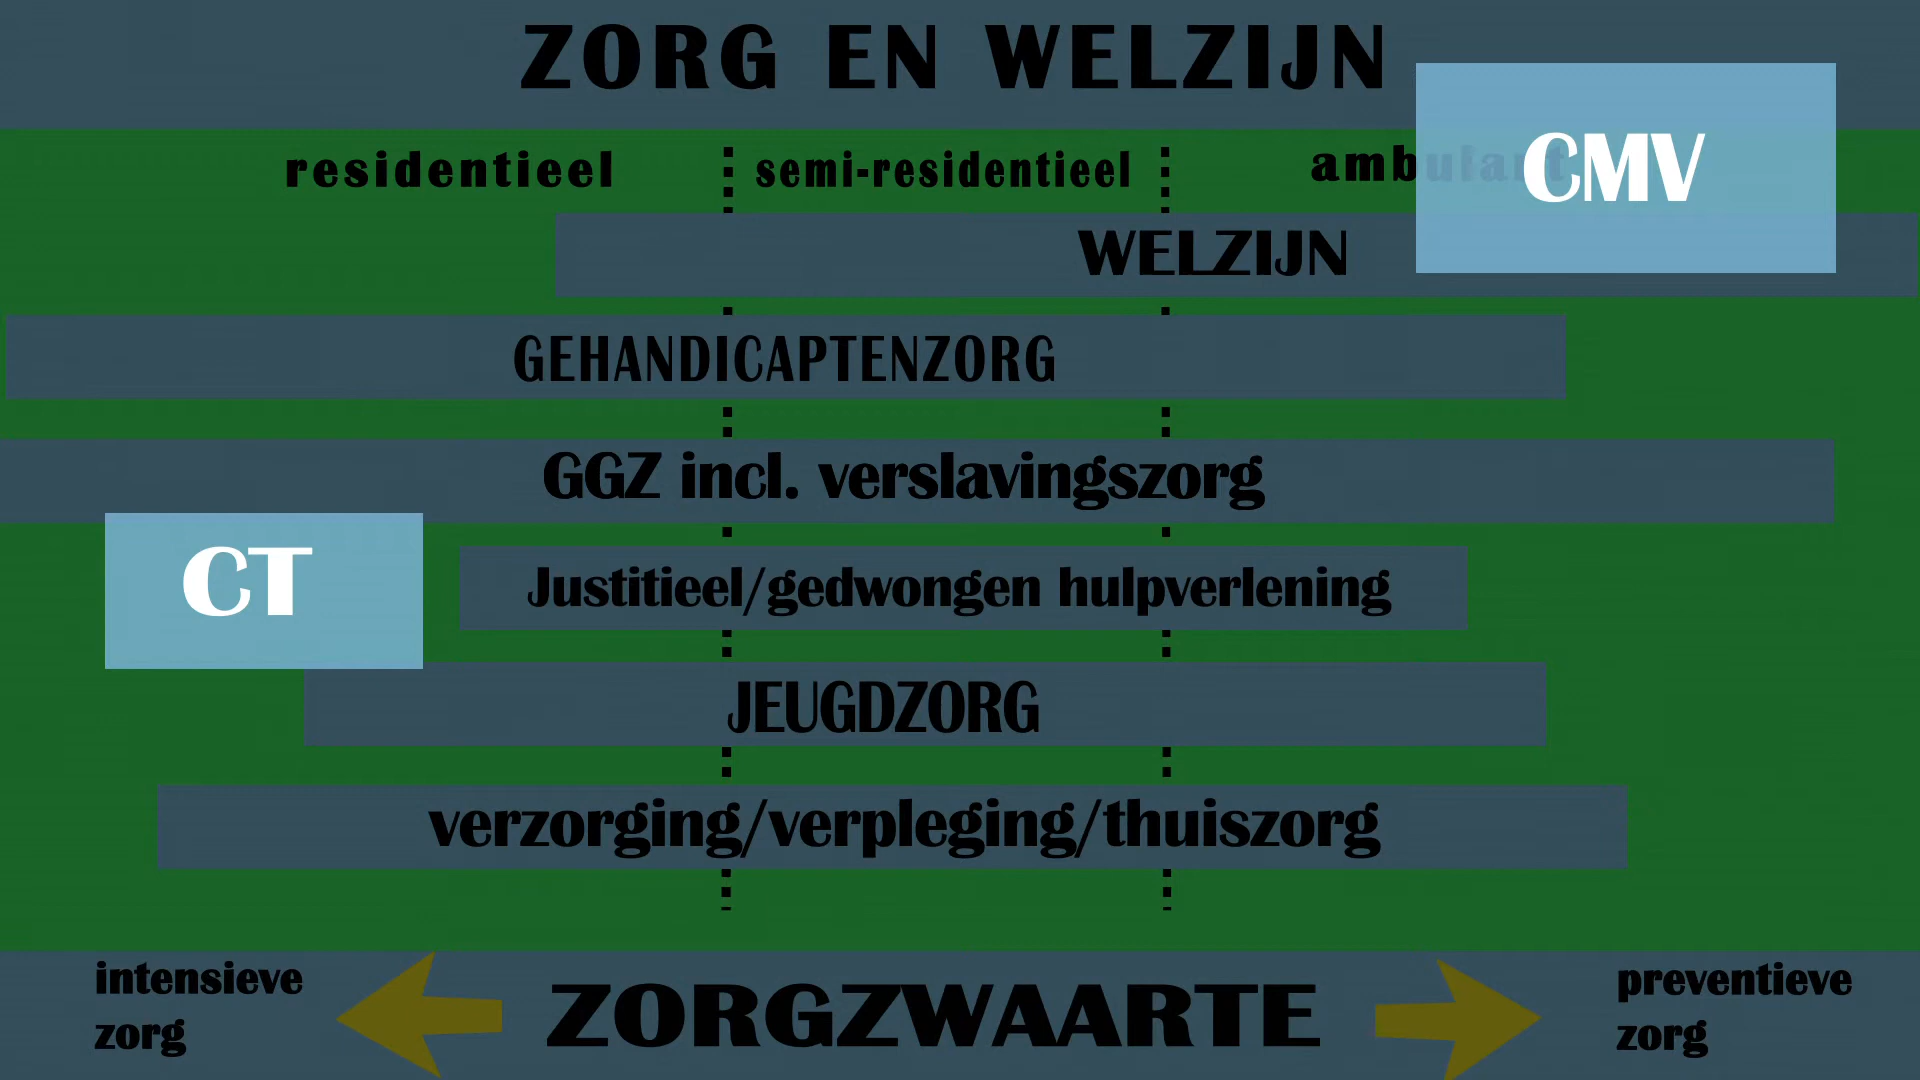 ZORG EN WELZIJN
residentieel
semi-residentieel
ambulant
CMV
WELZIJN
GEHANDICAPTENZORG
GGZ incl. verslavingszorg
CT
Justitieel/gedwongen hulpverlening
JEUGDZORG
verzorging/verpleging/thuiszorg
intensieve
zorg
ZORGZWAARTE
preventieve
zorg